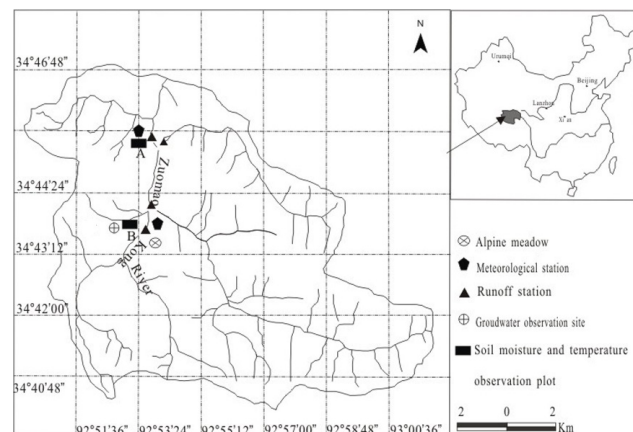 N
34°46'48"
34°44'24"
34°43'12"
34°42'00"
34°40'48"
A
B
Zuomao
Kong
River
92°51'36"
92°53'24"
92°55'12"
92°57'00"
92°58'48"
93°00'36"
Urumqi
Beijing
Lanzhou
Xi'an
Alpine meadow
Meteorological station
Runoff station
Groudwater observation site
Soil moisture and temperature
observation plot
2 0 2
Km